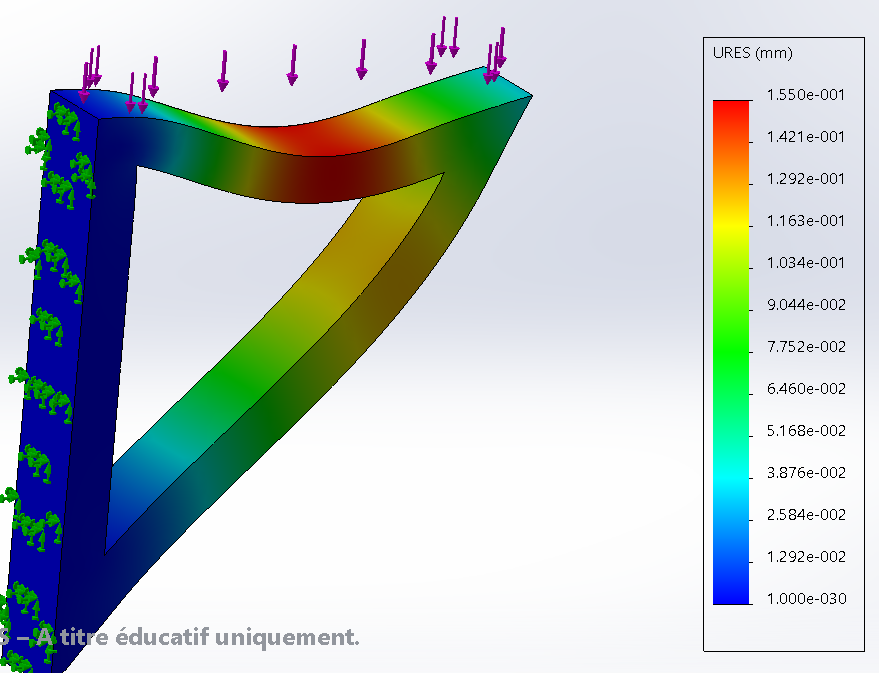 URES (mm)
1.550e-001
1.421e-001
1.292e-001
1.163e-001
1.034e-001
9.044e-002
7.752e-002
6.460e-002
5.168e-002
3.876e-002
2.584e-002
1.292e-002
1.000e-030
– A titre éducatif uniquement.